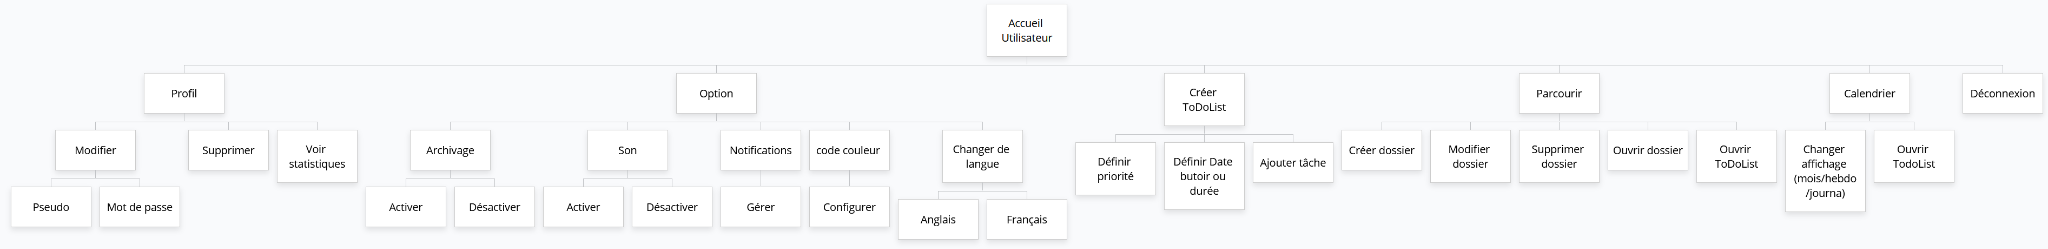 Accueil
Utilisateur
Profil
Option
Créer
ToDoList
Parcourir
Calendrier
Déconnexion
Modifier
Supprimer
Voir
statistiques
Archivage
Son
Notifications
code couleur
Changer de
langue
Définir
priorité
Définir Date
butoir ou
durée
Ajouter tâche
Créer dossier
Modifier
dossier
Supprimer
dossier
Ouvrir dossier
Ouvrir
ToDoList
Changer
affichage
(mois/hebdo
/journa)
Ouvrir
TodoList
Pseudo
Mot de passe
Activer
Désactiver
Activer
Désactiver
Gérer
Configurer
Anglais
Français